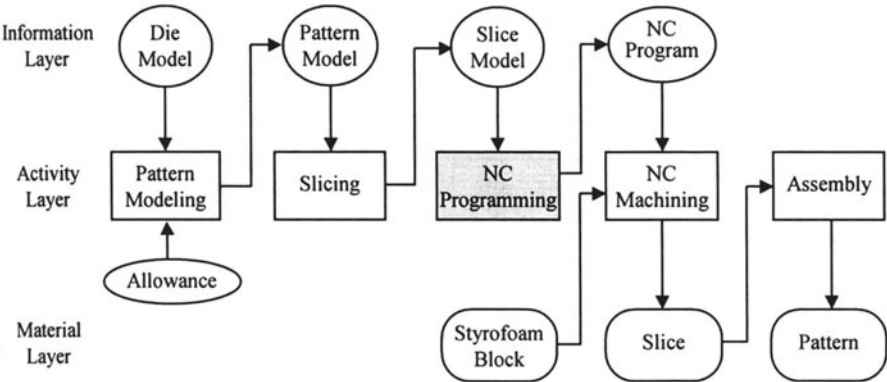 Information
Layer
Die
Model
Pattern
Model
Slice
Model
NC
Program
Activity
Layer
Pattern
Modeling
Slicing
NC
Programming
NC
Machining
Assembly
Allowance
Material
Layer
Styrofoam
Block
Slice
Pattern